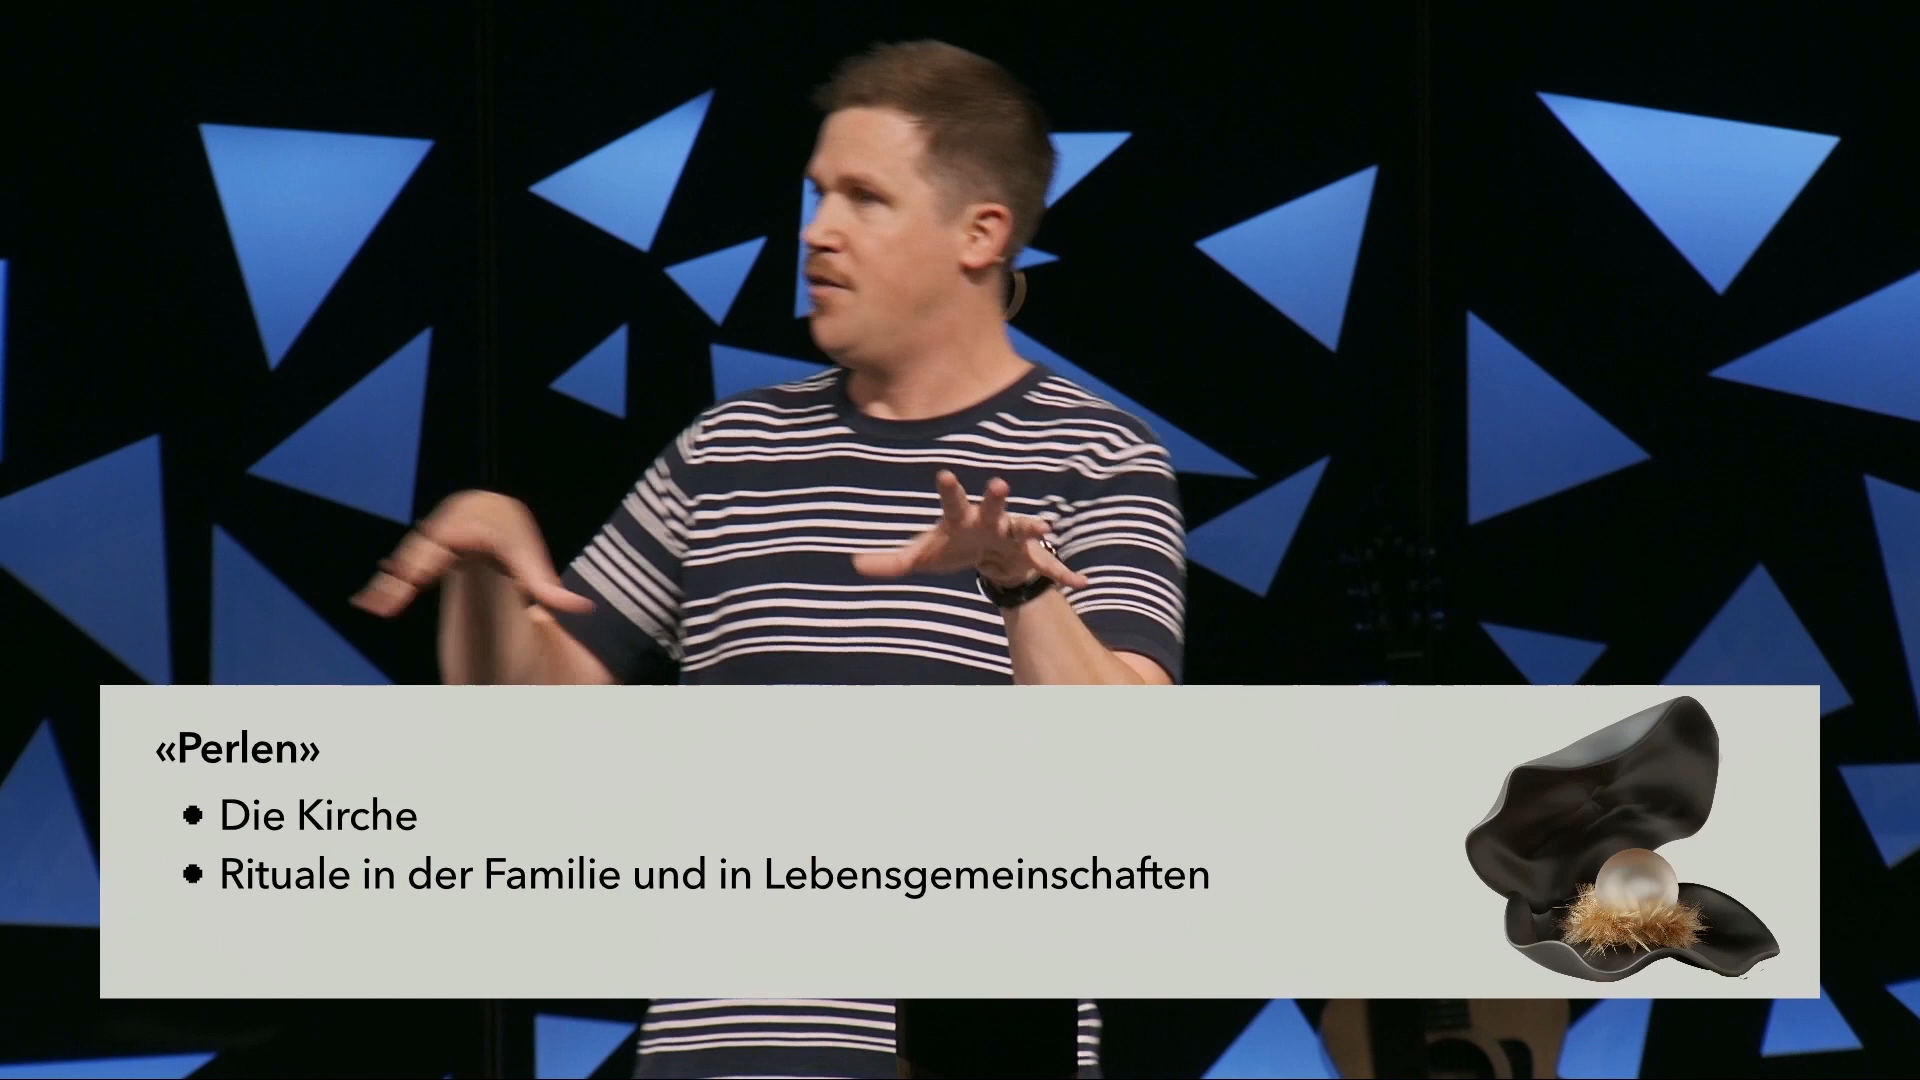 «Perlen»
• Die Kirche
• Rituale in der Familie und in Lebensgemeinschaften